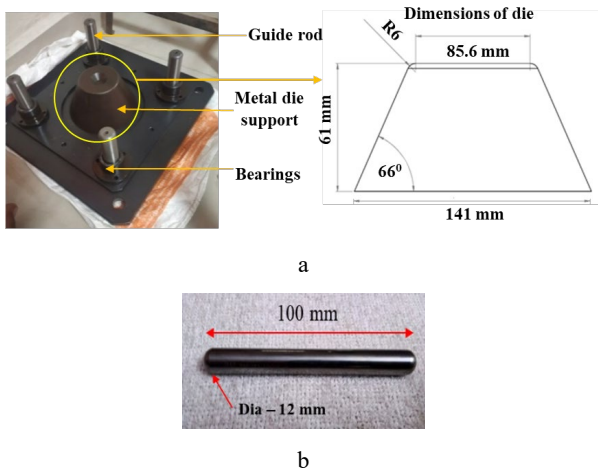 Guide rod
Metal die
support
Bearings
Dimensions of die
R6
85.6 mm
61 mm
66⁰
141 mm
a
100 mm
Dia – 12 mm
b